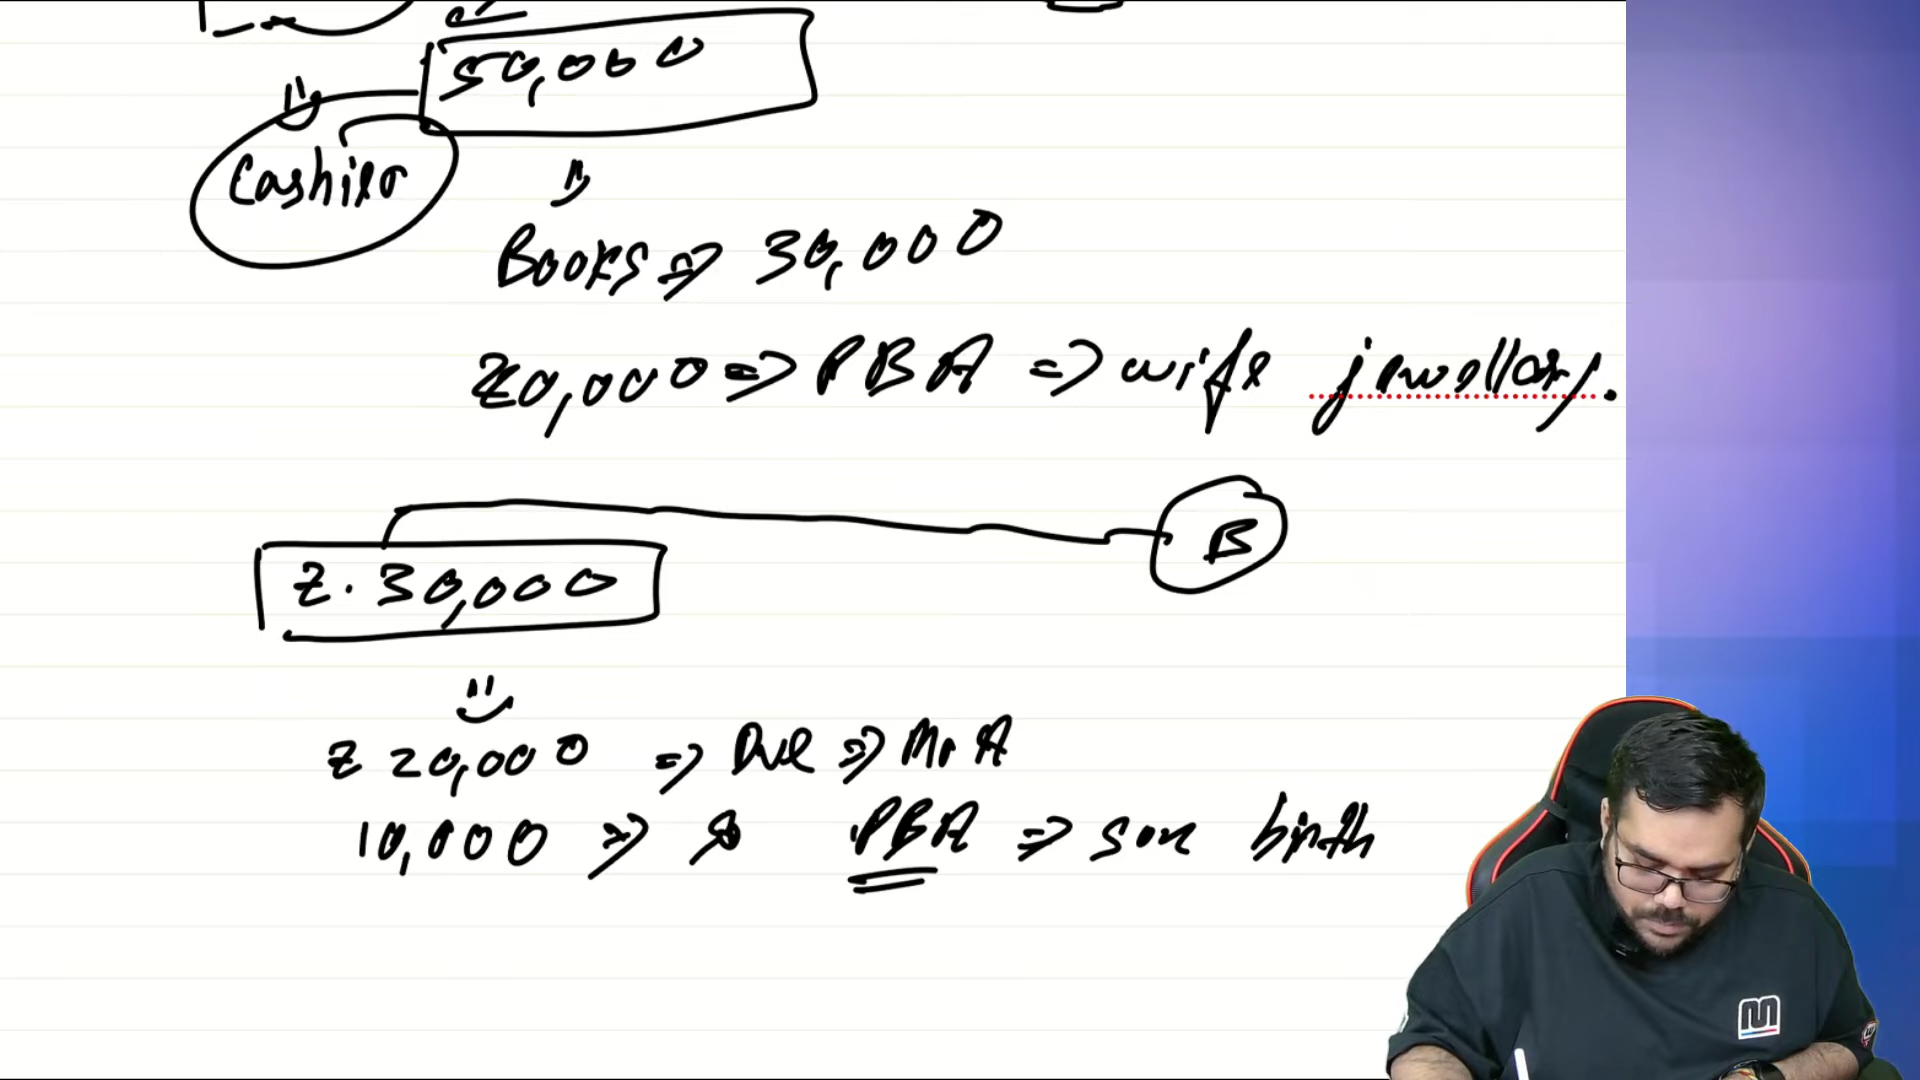 50,000
Cashier
Books => 30,000
20,000 => PBA => wife jewellory.
B
Z. 30,000
Z 20,000 => Due => Mr A
10,000 => PBA => son birth